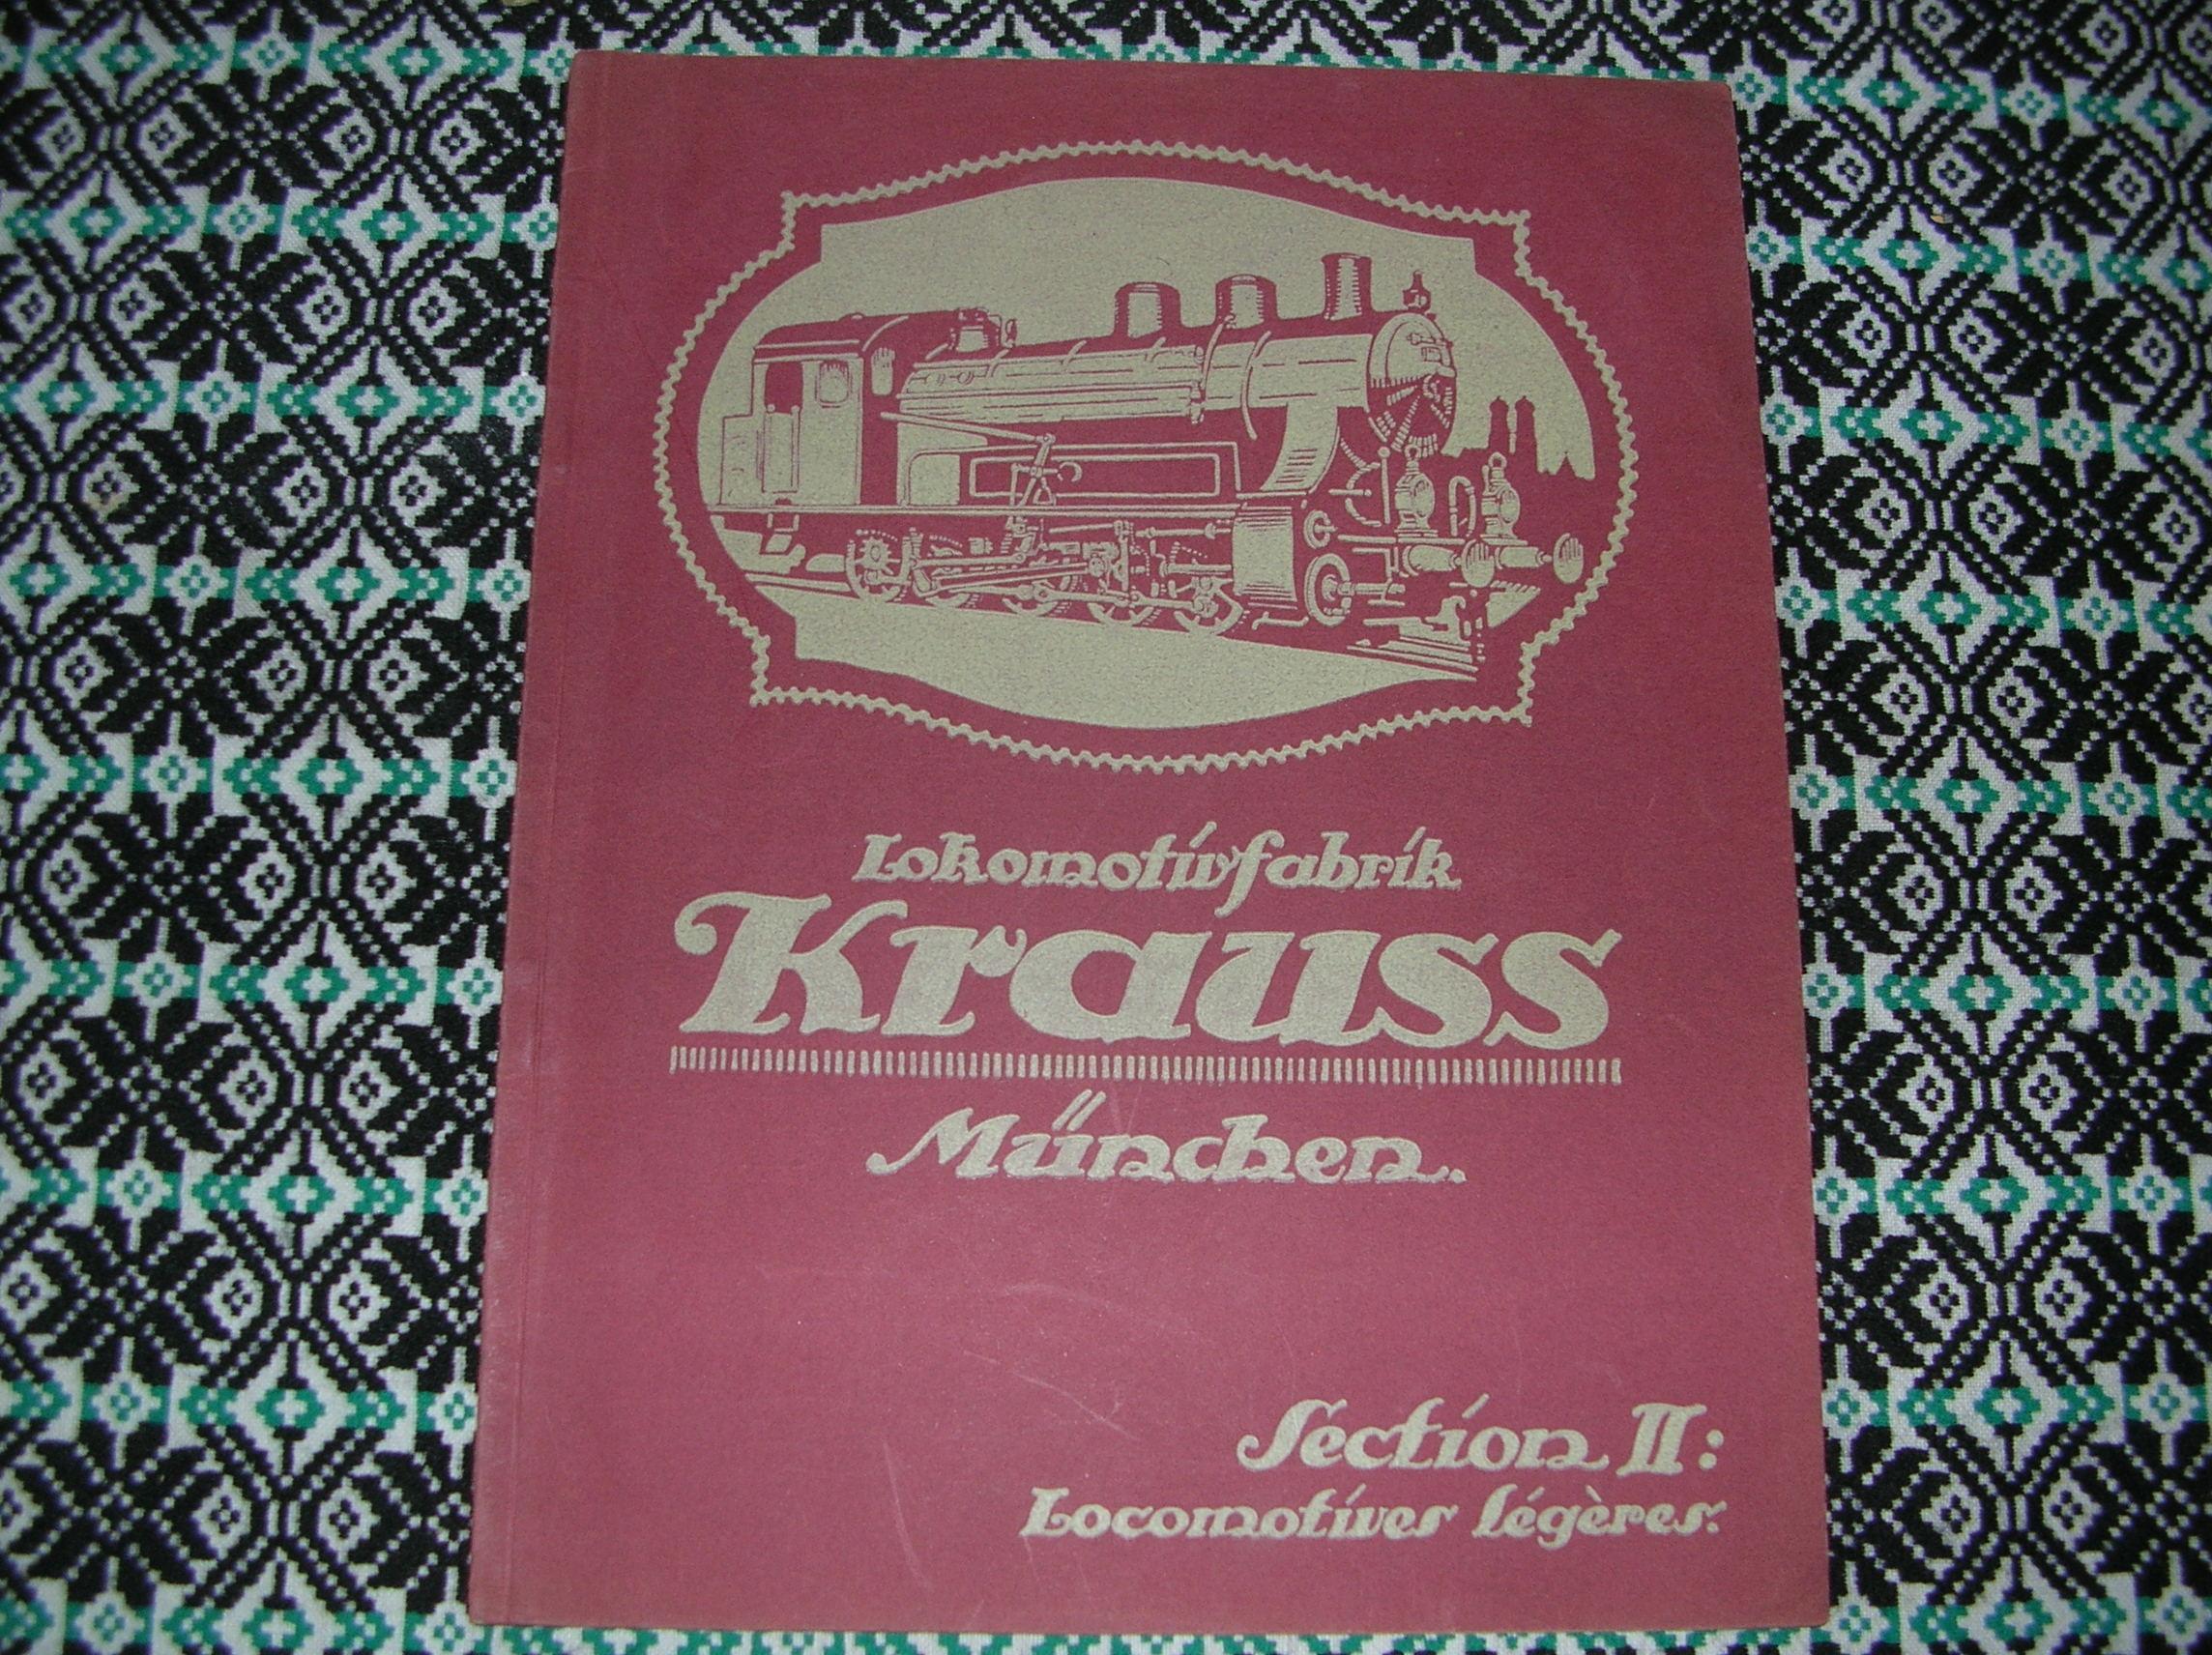 Lokomotivfabrik
Krauss
München.
Section II:
Locomotives légères.